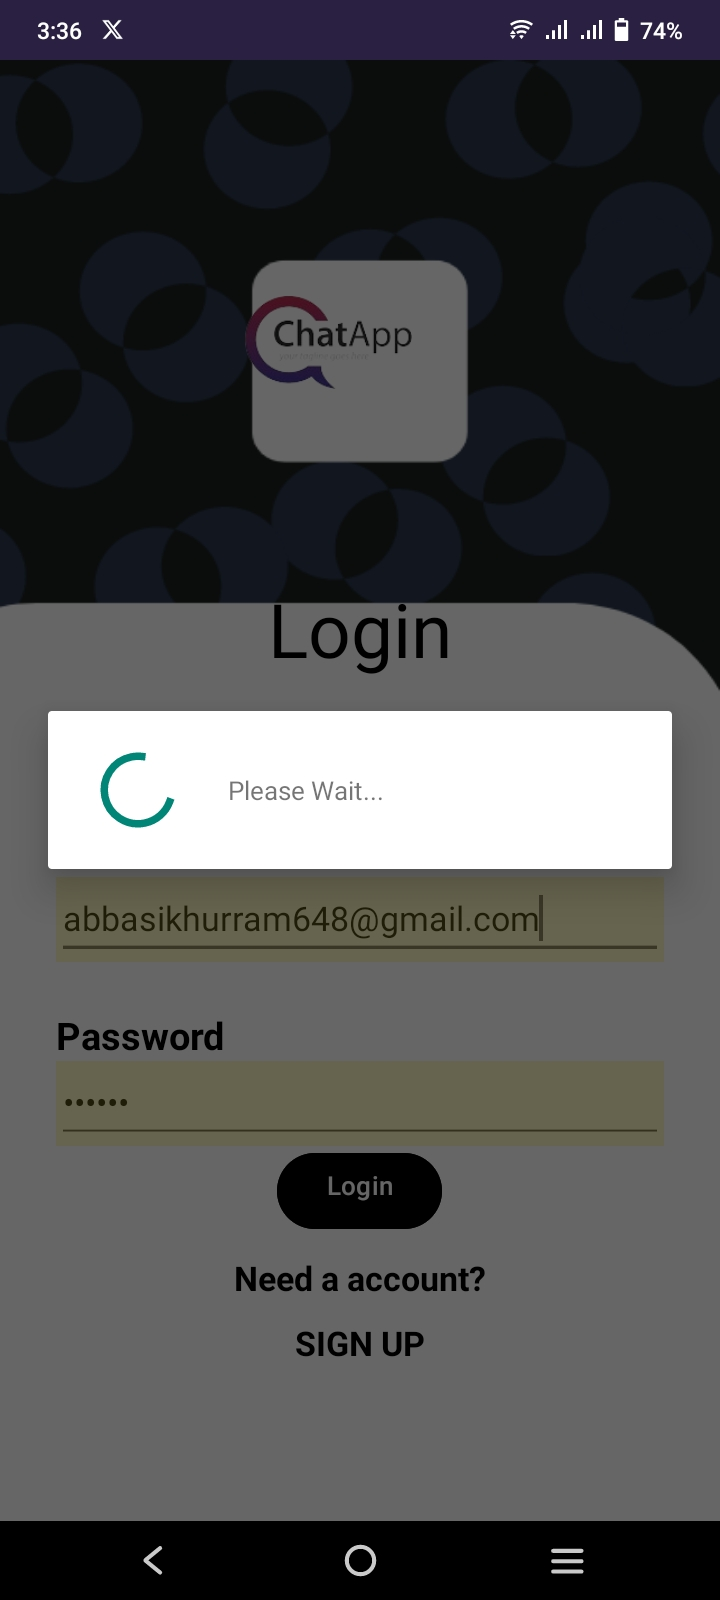 3:36 74%
ChatApp
Login
Please Wait...
abbasikhurram648@gmail.com
Password
••••••
Login
Need a account?
SIGN UP